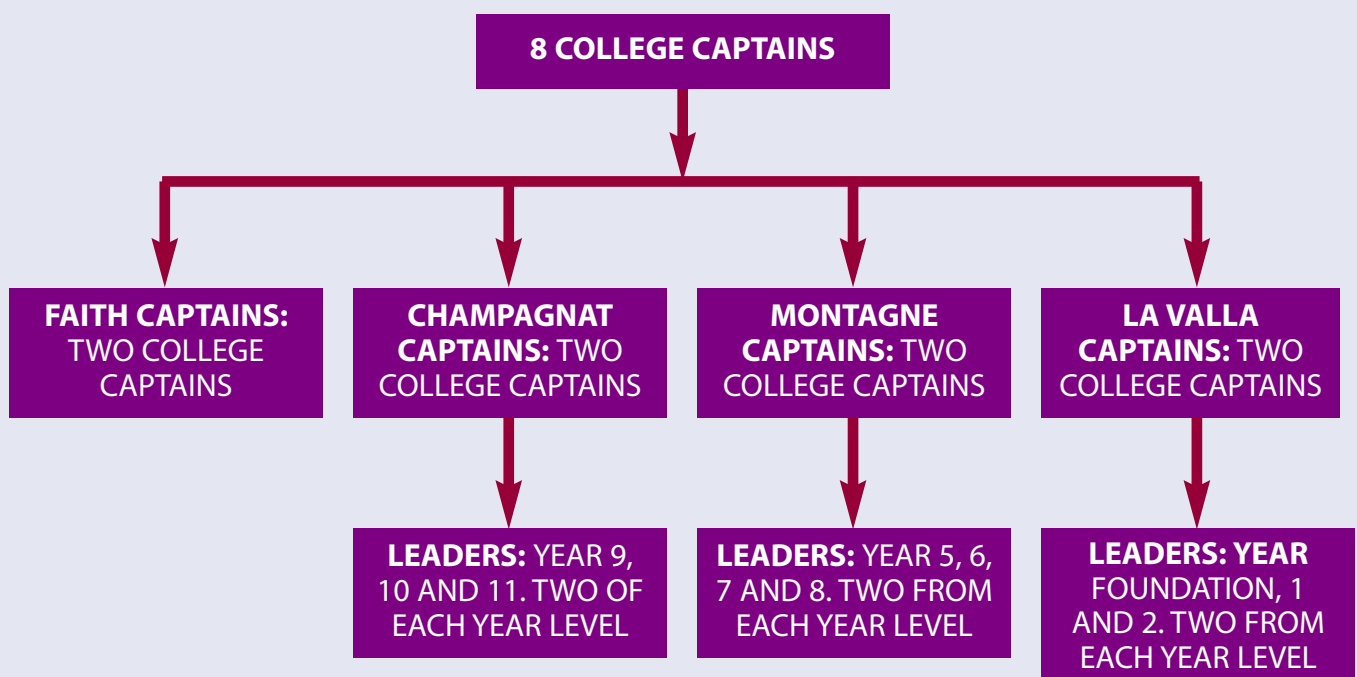 8 COLLEGE CAPTAINS
FAITH CAPTAINS:
TWO COLLEGE
CAPTAINS
CHAMPAGNAT
CAPTAINS: TWO
COLLEGE CAPTAINS
MONTAGNE
CAPTAINS: TWO
COLLEGE CAPTAINS
LA VALLA
CAPTAINS: TWO
COLLEGE CAPTAINS
LEADERS: YEAR 9,
10 AND 11. TWO OF
EACH YEAR LEVEL
LEADERS: YEAR 5, 6,
7 AND 8. TWO FROM
EACH YEAR LEVEL
LEADERS: YEAR
FOUNDATION, 1
AND 2. TWO FROM
EACH YEAR LEVEL